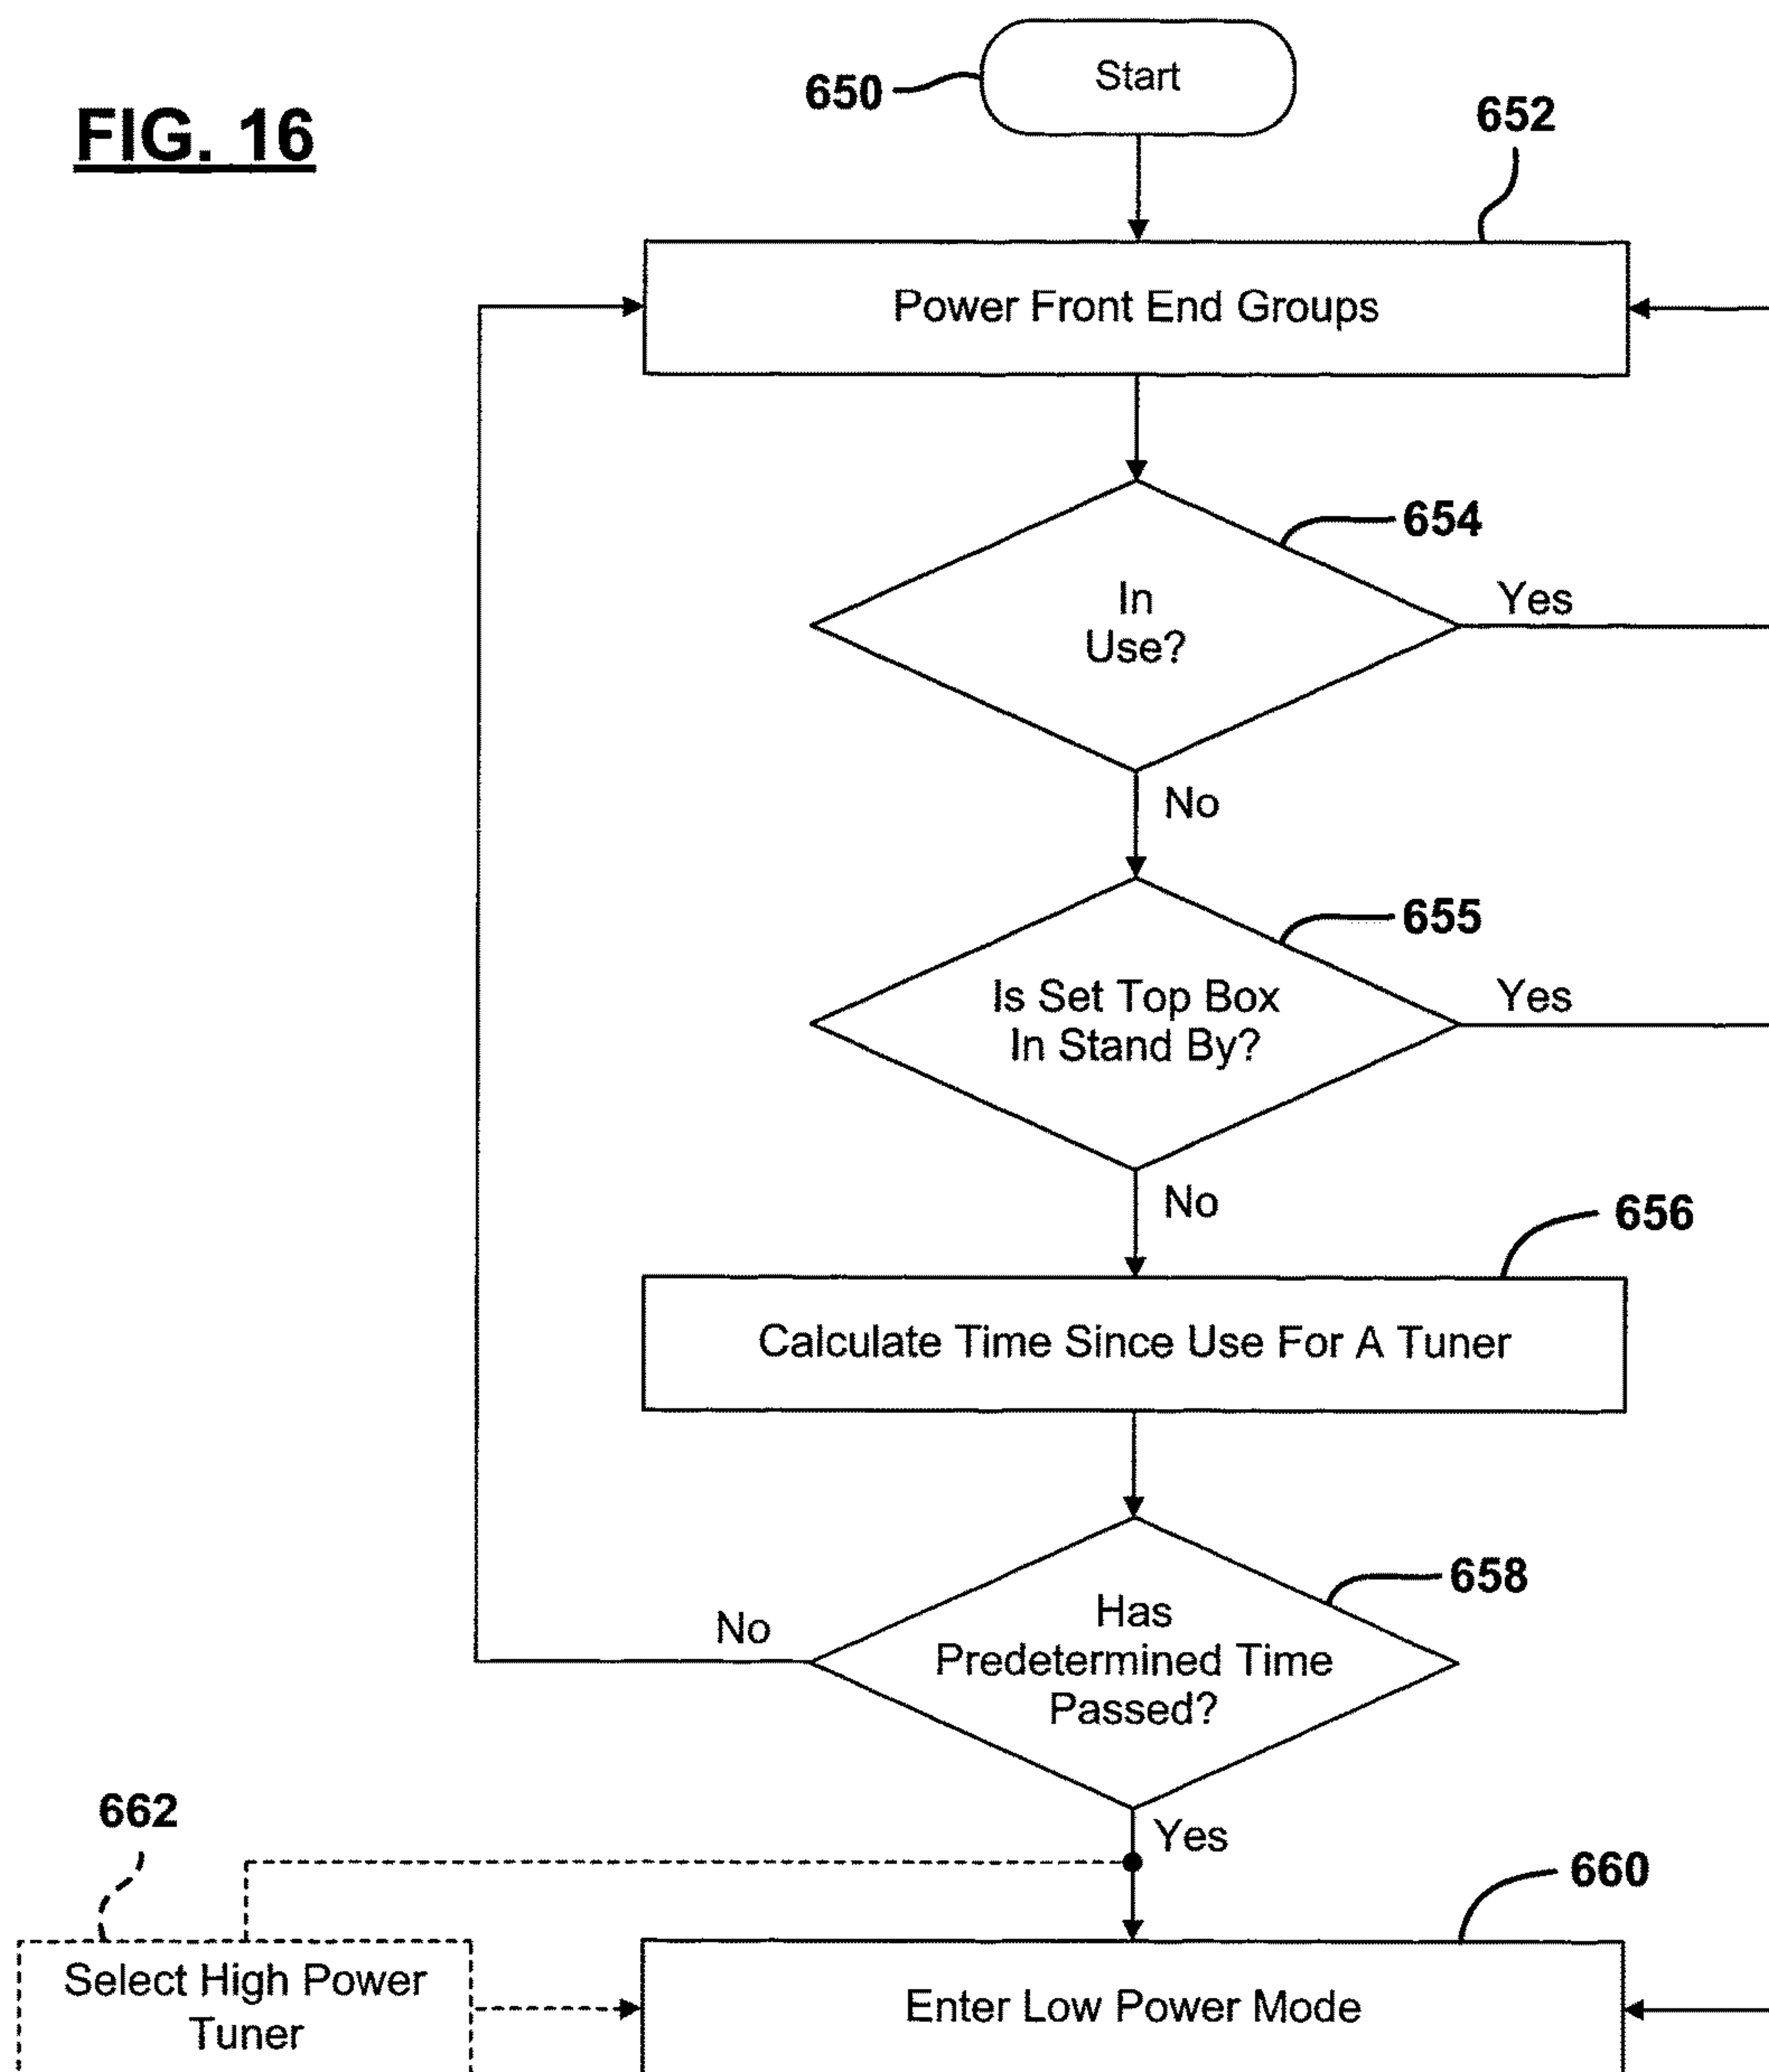 FIG. 16
650
Start
652
Power Front End Groups
654
In
Use?
Yes
No
655
Is Set Top Box
In Stand By?
Yes
No
656
Calculate Time Since Use For A Tuner
658
Has
Predetermined Time
Passed?
No
Yes
662
660
Select High Power
Tuner
Enter Low Power Mode